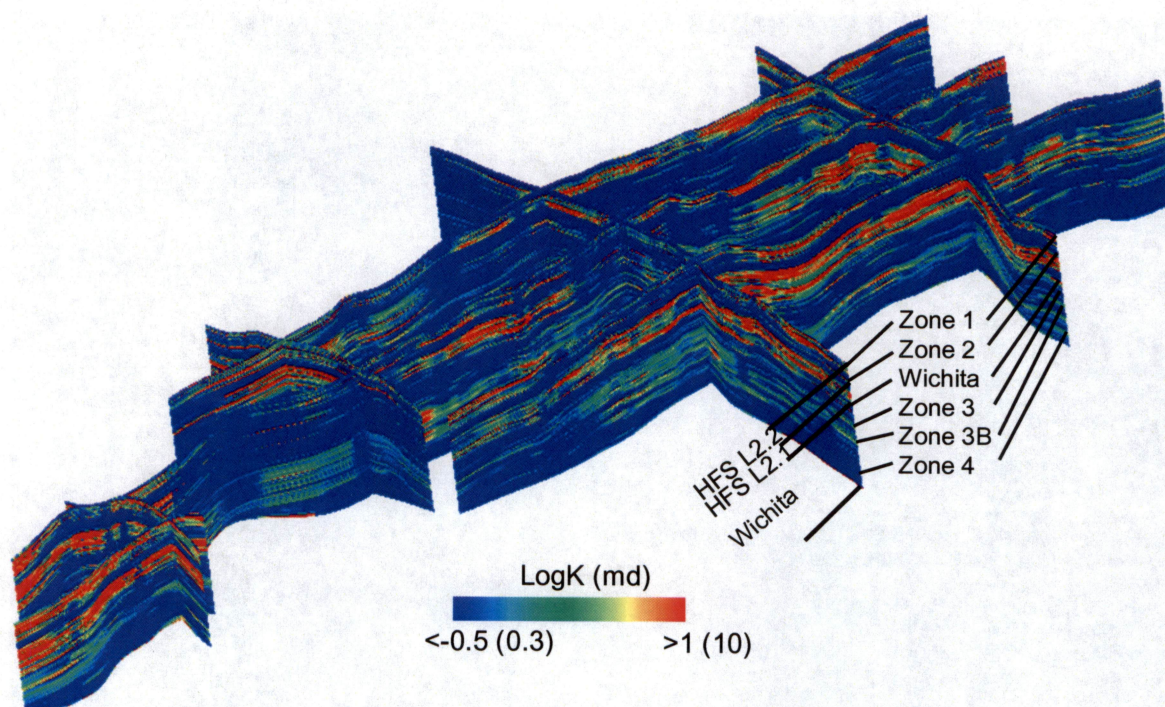 Zone 1
Zone 2
Wichita
Zone 3
Zone 3B
Zone 4
HFS L2.2
HFS L2.1
Wichita
LogK (md)
<-0.5 (0.3) >1 (10)